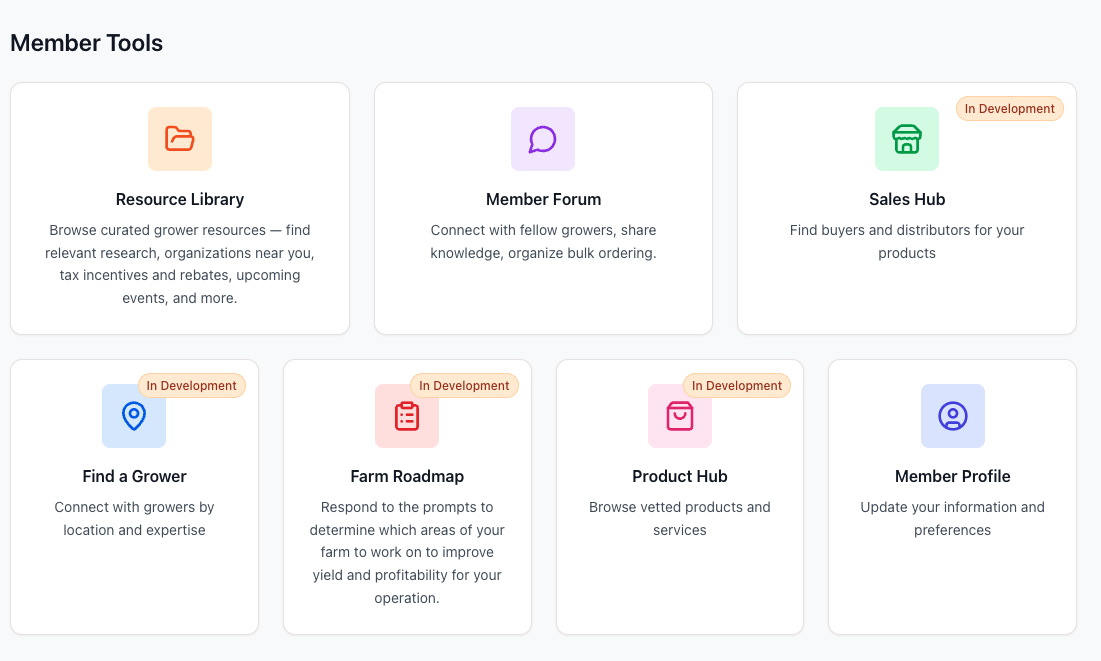 Member Tools
Resource Library
Browse curated grower resources — find
relevant research, organizations near you,
tax incentives and rebates, upcoming
events, and more.
Member Forum
Connect with fellow growers, share
knowledge, organize bulk ordering.
In Development
Sales Hub
Find buyers and distributors for your
products
In Development
Find a Grower
Connect with growers by
location and expertise
In Development
Farm Roadmap
Respond to the prompts to
determine which areas of your
farm to work on to improve
yield and profitability for your
operation.
In Development
Product Hub
Browse vetted products and
services
Member Profile
Update your information and
preferences